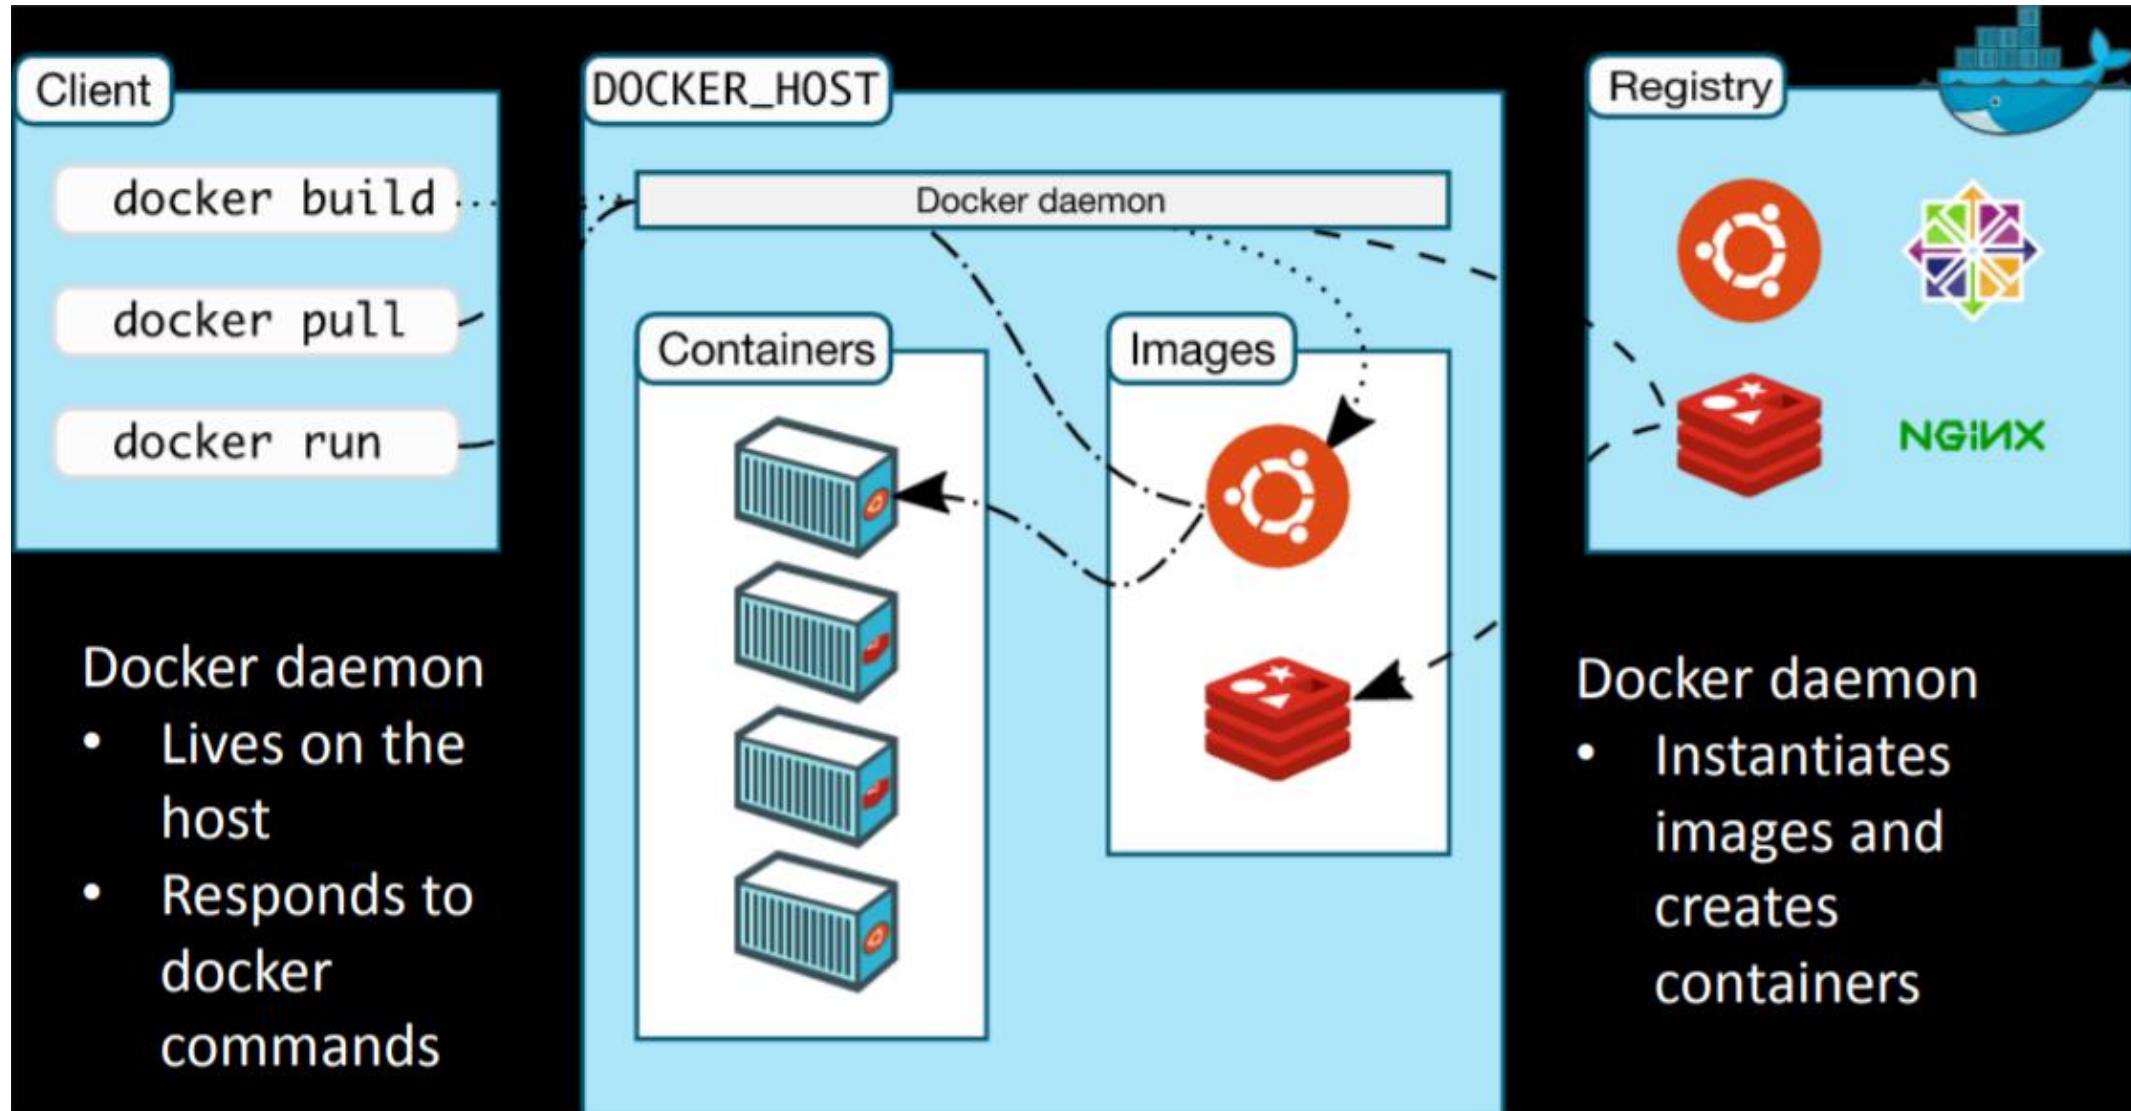 Client
docker build
docker pull
docker run
DOCKER_HOST
Docker daemon
Containers
Images
Registry
NGiNX
Docker daemon
• Lives on the
host
• Responds to
docker
commands
Docker daemon
• Instantiates
images and
creates
containers